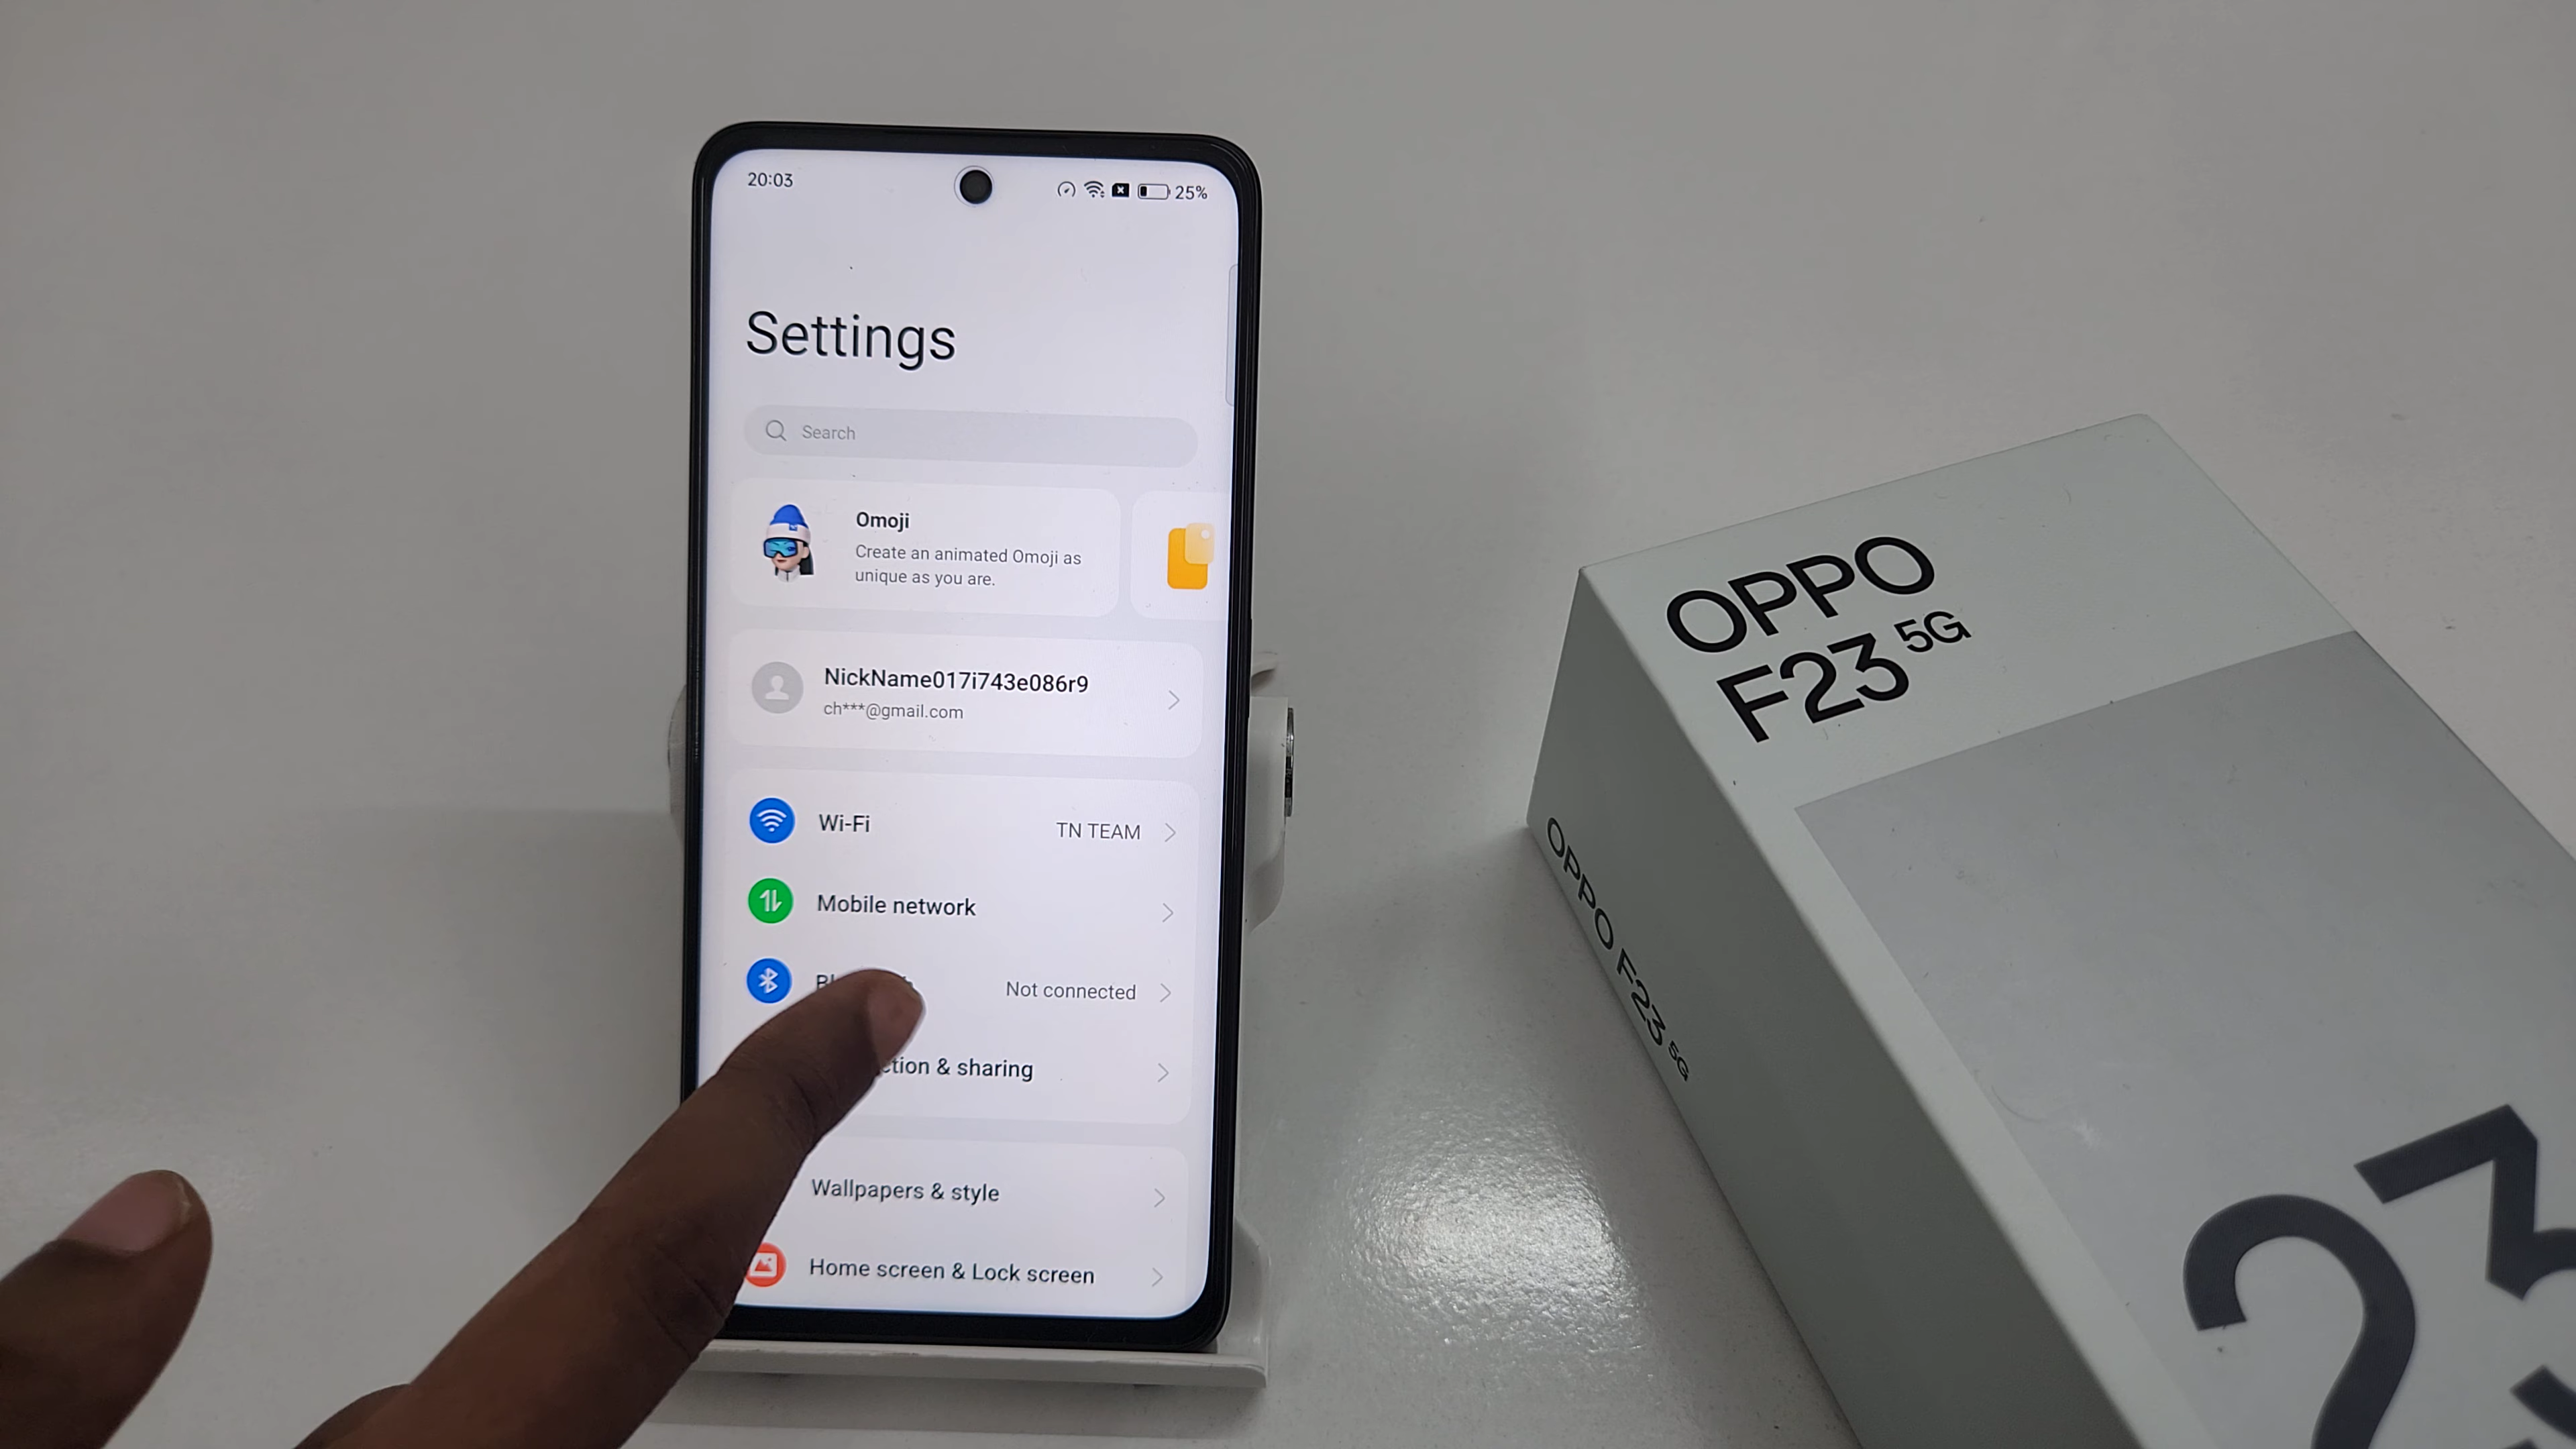 20:03
25%
Settings
Search
Omoji
Create an animated Omoji as
unique as you are.
NickName017i743e086r9
ch***@gmail.com
Wi-Fi TN TEAM
Mobile network
Not connected
& sharing
Wallpapers & style
Home screen & Lock screen
OPPO
F23 5G
OPPO F23 5G
23